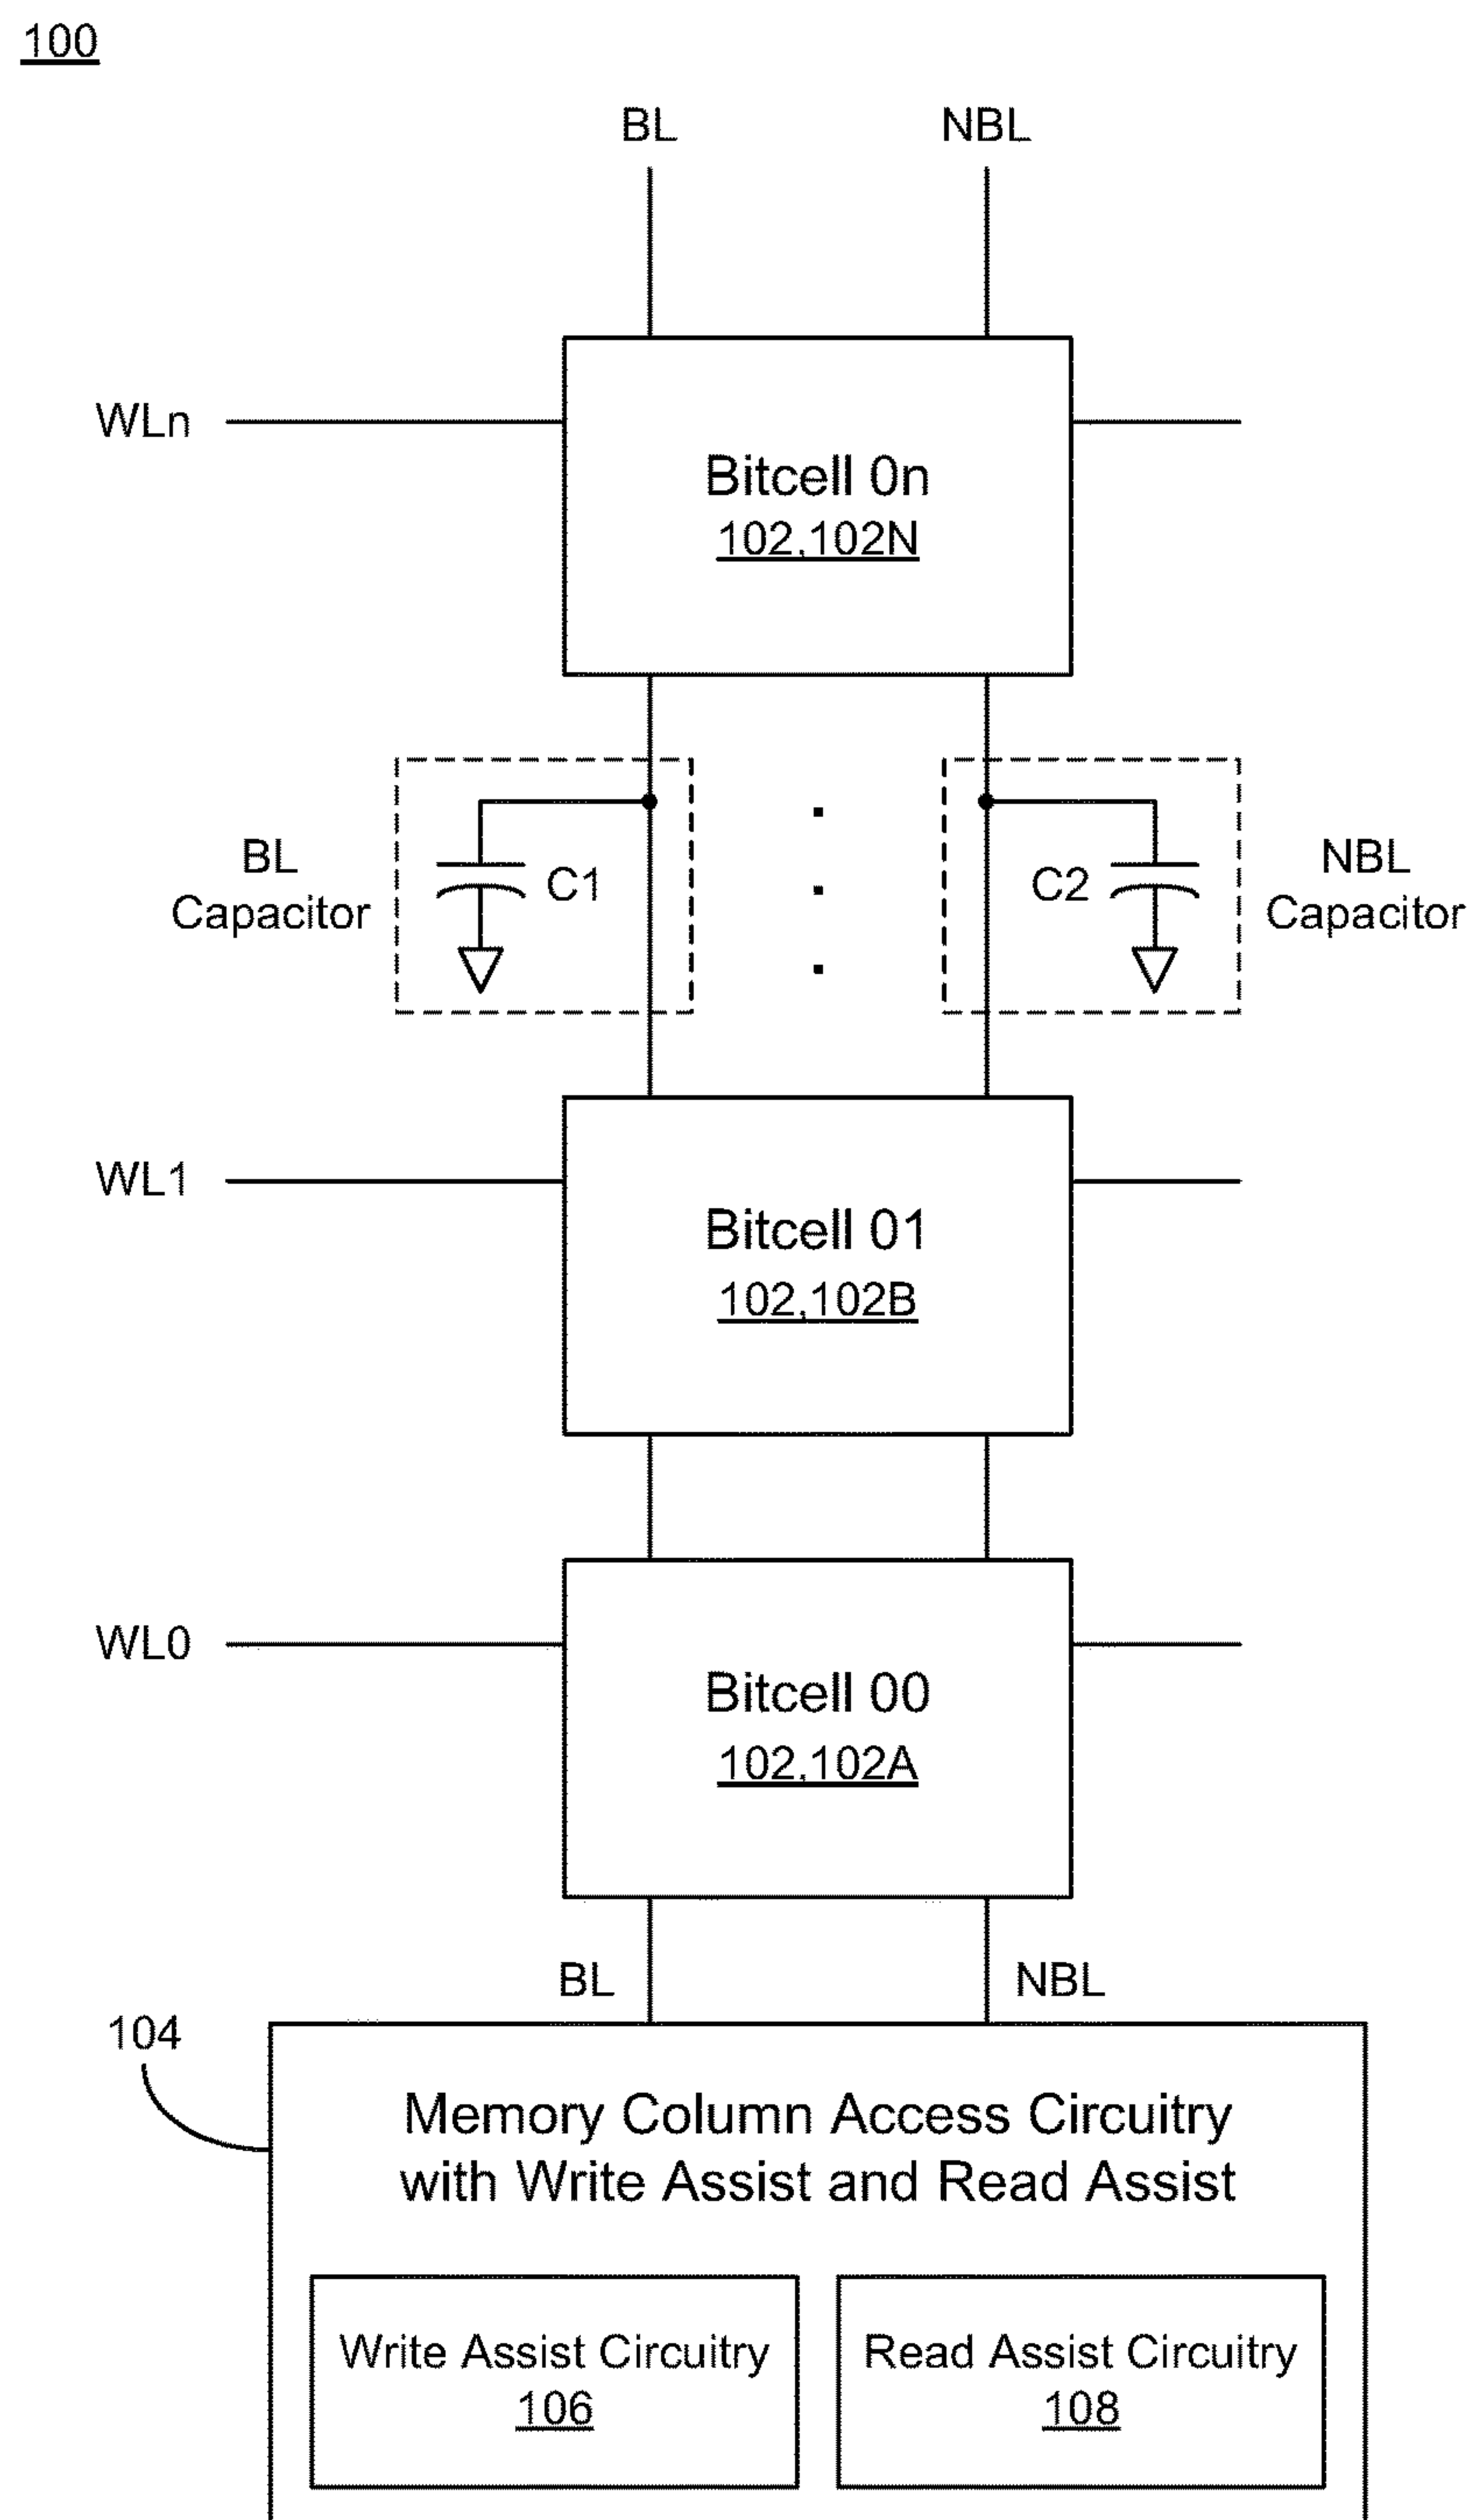 100
BL
NBL
WLn
Bitcell 0n
102,102N
BL
Capacitor
C1
C2
NBL
Capacitor
WL1
Bitcell 01
102,102B
WL0
Bitcell 00
102,102A
BL
NBL
104
Memory Column Access Circuitry
with Write Assist and Read Assist
Write Assist Circuitry
106
Read Assist Circuitry
108